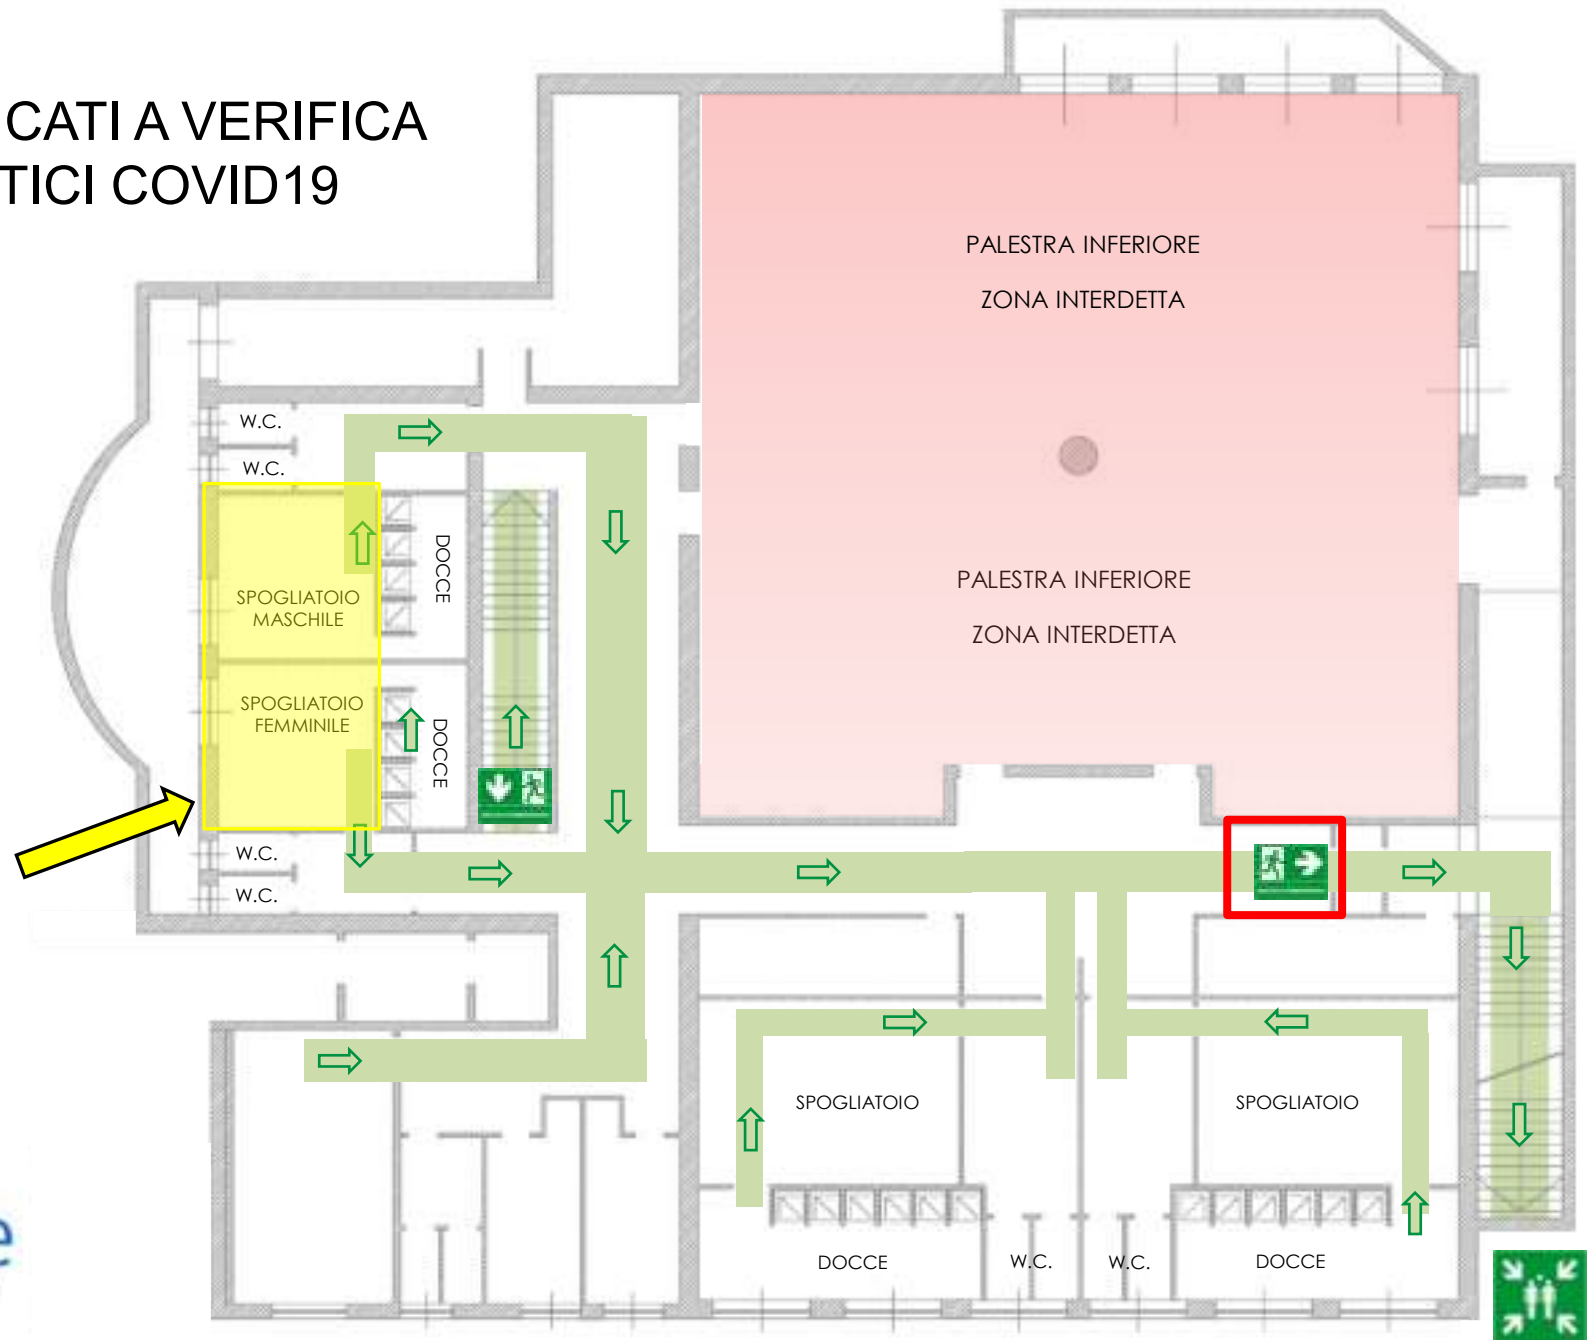 CATI A VERIFICA
TICI COVID19
PALESTRA INFERIORE
ZONA INTERDETTA
W.C.
W.C.
DOCCE
SPOGLIATOIO
MASCHILE
PALESTRA INFERIORE
ZONA INTERDETTA
SPOGLIATOIO
FEMMINILE
DOCCE
W.C.
W.C.
SPOGLIATOIO
SPOGLIATOIO
DOCCE
W.C.
W.C.
DOCCE
e